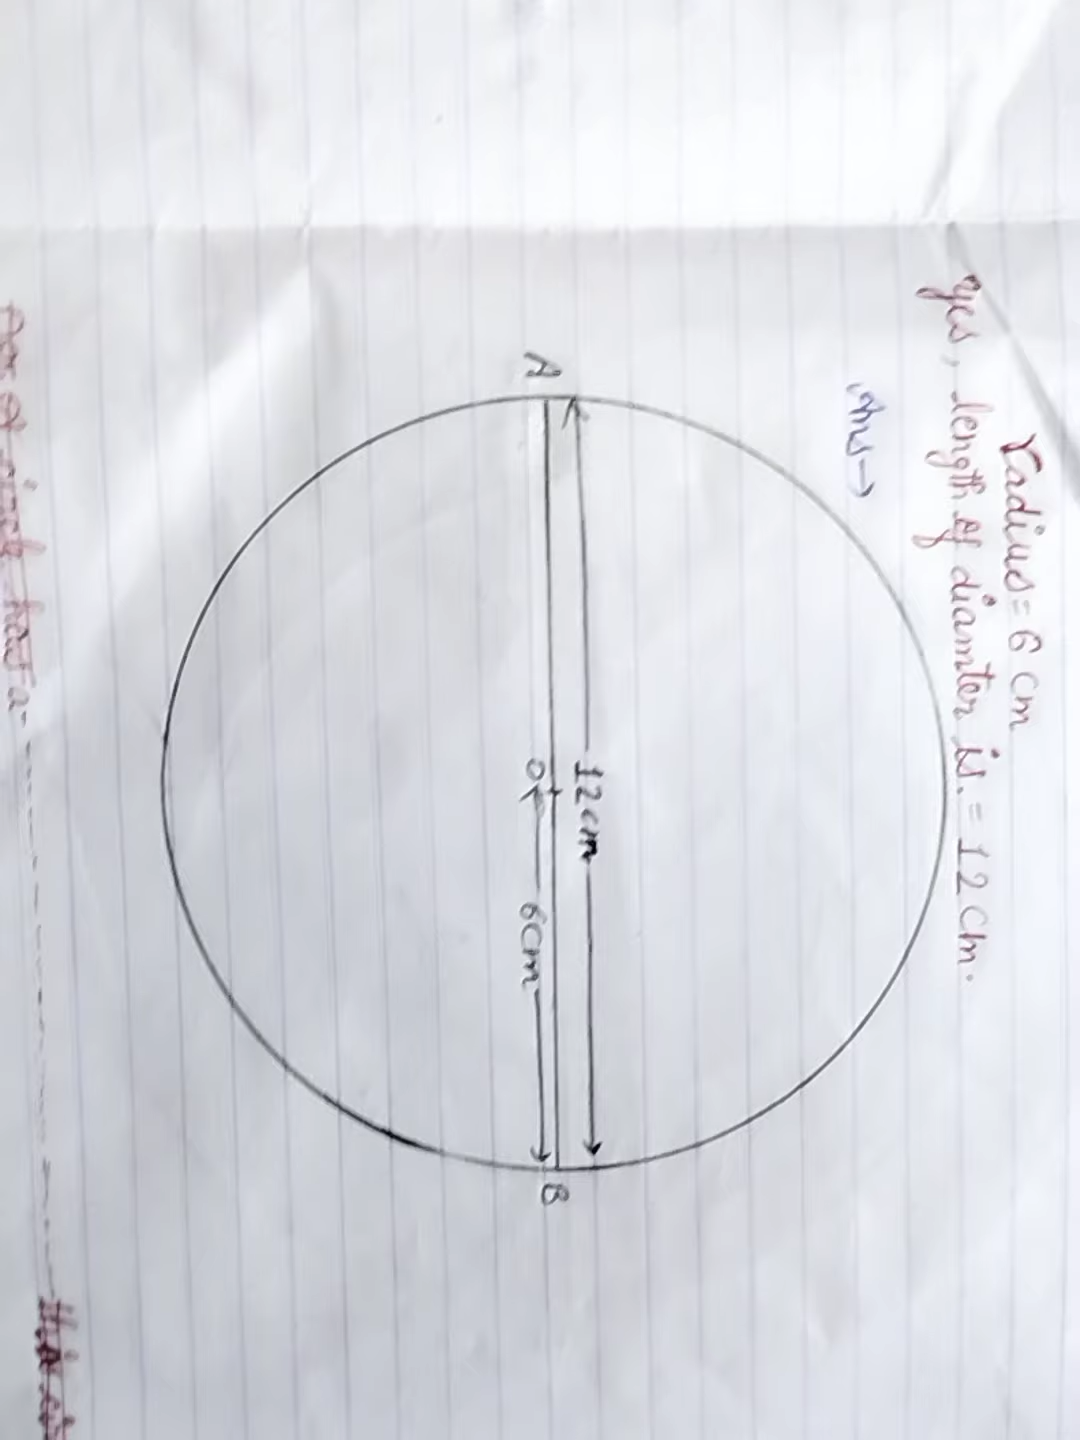 Radius = 6 cm
yes, length of diamter is. = 12 cm.
Ans →
12cm
A
O
6cm
B